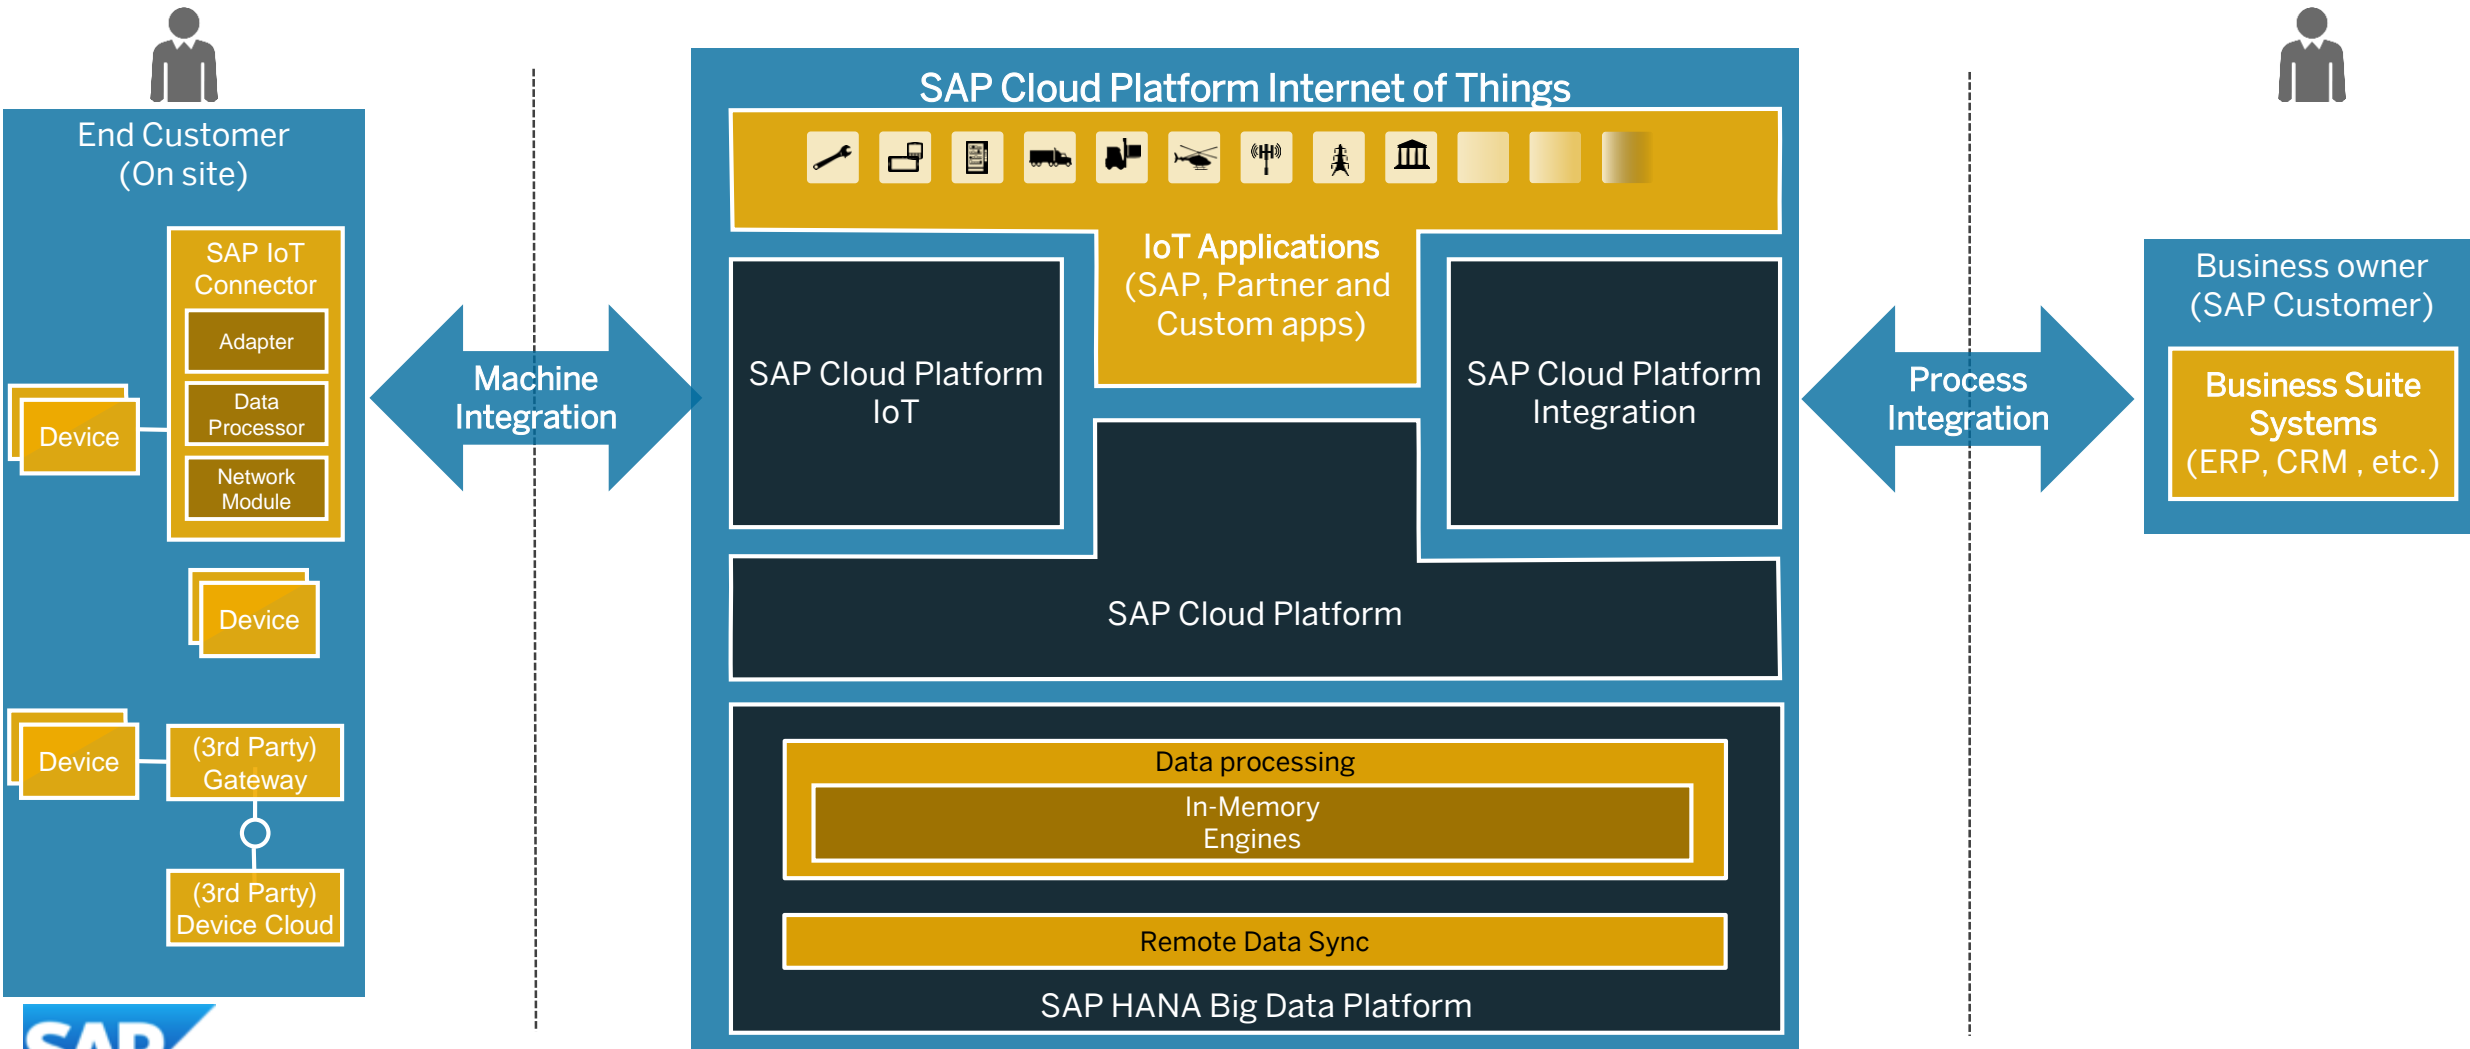 End Customer
(On site)
SAP IoT
Connector
Adapter
Data
Processor
Network
Module
Device
Device
Device
(3rd Party)
Gateway
(3rd Party)
Device Cloud
SAP
Machine
Integration
SAP Cloud Platform Internet of Things
IoT Applications
(SAP, Partner and
Custom apps)
SAP Cloud Platform
IoT
SAP Cloud Platform
Integration
SAP Cloud Platform
Data processing
In-Memory
Engines
Remote Data Sync
SAP HANA Big Data Platform
Process
Integration
Business owner
(SAP Customer)
Business Suite
Systems
(ERP, CRM , etc.)